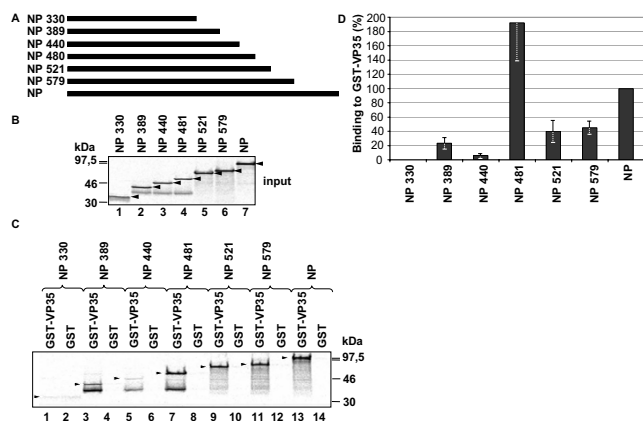 A
NP 330
NP 389
NP 440
NP 480
NP 521
NP 579
NP
B
NP 330
NP 389
NP 440
NP 481
NP 521
NP 579
NP
kDa
97,5
46
30
input
1 2 3 4 5 6 7
C
NP 330
NP 389
NP 440
NP 481
NP 521
NP 579
NP
GST-VP35
GST
GST-VP35
GST
GST-VP35
GST
GST-VP35
GST
GST-VP35
GST
GST-VP35
GST
GST-VP35
GST
kDa
97,5
46
30
1 2 3 4 5 6 7 8 9 10 11 12 13 14
D
Binding to GST-VP35 (%)
200
180
160
140
120
100
80
60
40
20
0
NP 330
NP 389
NP 440
NP 481
NP 521
NP 579
NP